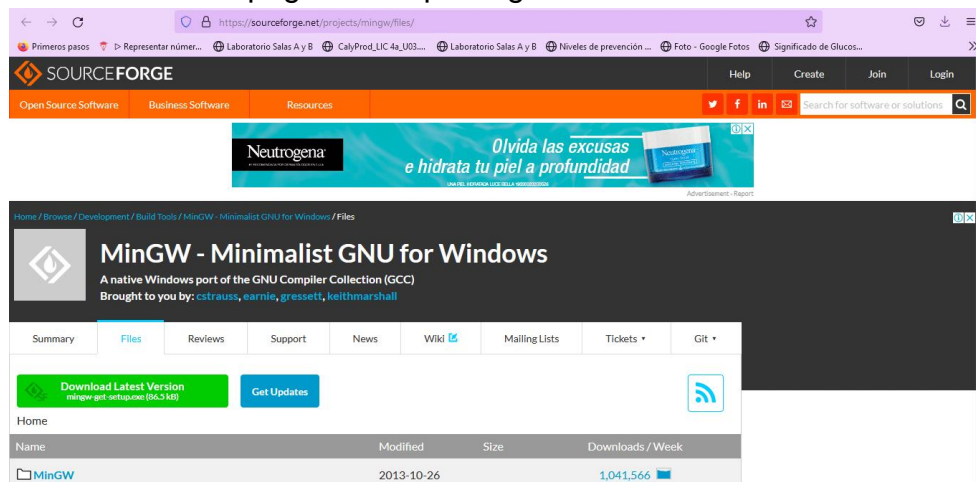 https://sourceforge.net/projects/mingw/files/
Primeros pasos Representar númer... Laboratorio Salas A y B CalyProd_LIC 4a_U03.... Laboratorio Salas A y B Niveles de prevención ... Foto - Google Fotos Significado de Glucos...
SOURCEFORGE
Help Create Join Login
Open Source Software Business Software Resources
Search for software or solutions
Neutrogena
Olvida las excusas
e hidrata tu piel a profundidad
Advertisement - Report
Home / Browse / Development / Build Tools / MinGW - Minimalist GNU for Windows / Files
MinGW - Minimalist GNU for Windows
A native Windows port of the GNU Compiler Collection (GCC)
Brought to you by: cstrauss, earnie, gressett, keithmarshall
Summary Files Reviews Support News Wiki Mailing Lists Tickets Git
Download Latest Version
mingw-get-setup.exe (86.5 kB)
Get Updates
Home
Name Modified Size Downloads / Week
MinGW 2013-10-26 1,041,566